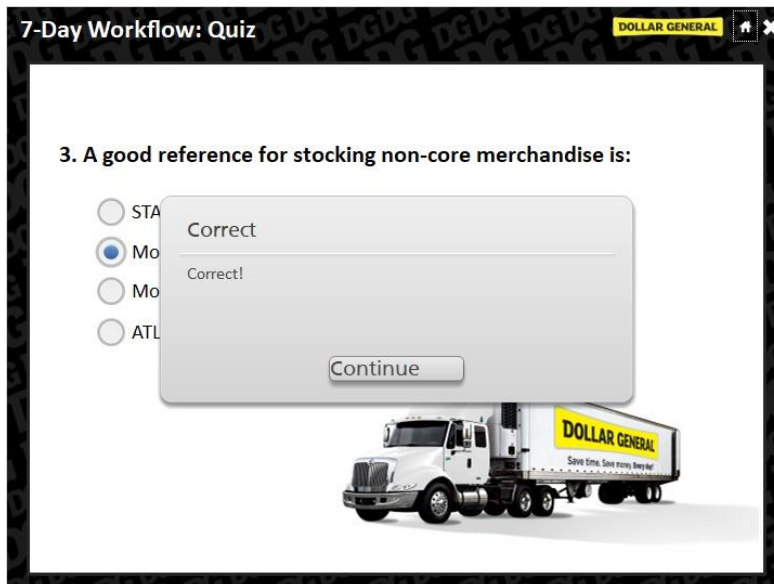 7-Day Workflow: Quiz
DOLLAR GENERAL
3. A good reference for stocking non-core merchandise is:
STA
Mo
Mo
ATL
Correct
Correct!
Continue
DOLLAR GENERAL
Save time. Save money. Every day!